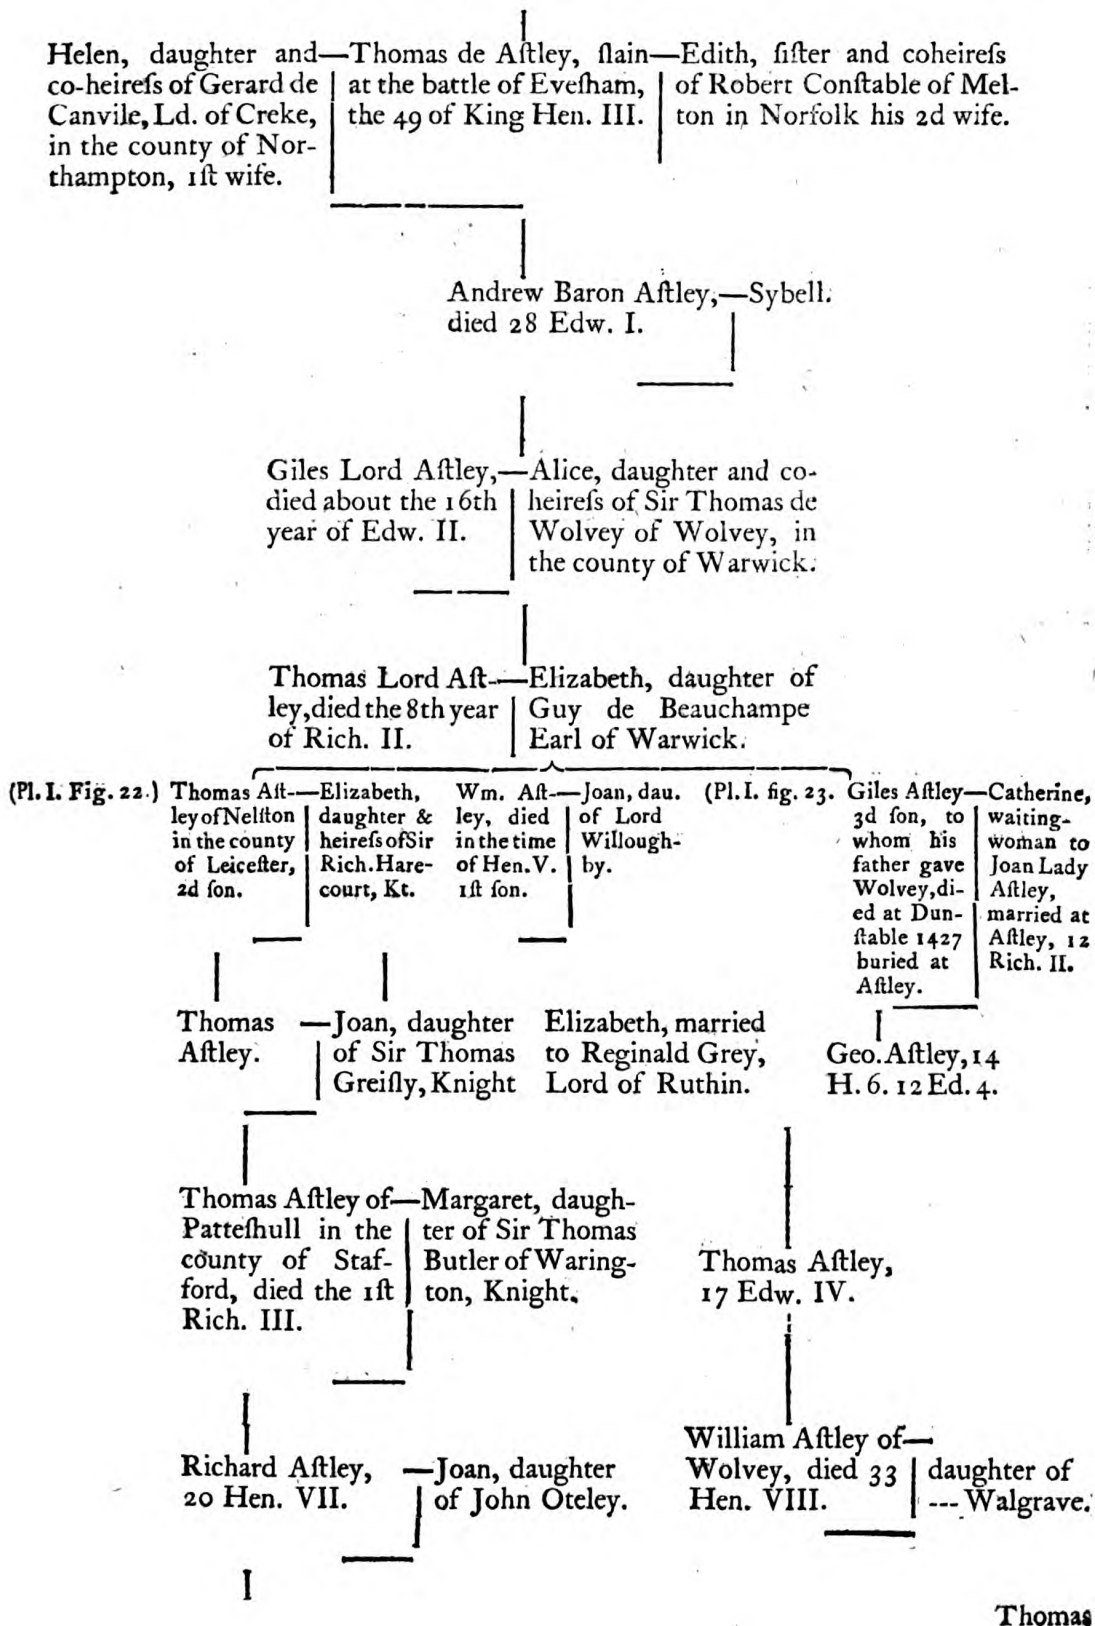 Helen, daughter and—Thomas de Aſtley, ſlain—Edith, ſiſter and coheireſs
co-heireſs of Gerard de at the battle of Eveſham, of Robert Conſtable of Mel-
Canvile, Ld. of Creke, the 49 of King Hen. III. ton in Norfolk his 2d wife.
in the county of Nor-
thampton, 1ſt wife.
Andrew Baron Aſtley,—Sybell.
died 28 Edw. I.
Giles Lord Aſtley,—Alice, daughter and co-
died about the 16th heireſs of Sir Thomas de
year of Edw. II. Wolvey of Wolvey, in
the county of Warwick.
Thomas Lord Aſt-—Elizabeth, daughter of
ley, died the 8th year Guy de Beauchampe
of Rich. II. Earl of Warwick.
(Pl. I. Fig. 22.) Thomas Aſt-—Elizabeth, Wm. Aſt-—Joan, dau. (Pl. I. fig. 23. Giles Aſtley—Catherine,
ley of Nelſton daughter & ley, died of Lord 3d ſon, to waiting-
in the county heireſs of Sir in the time Willough- whom his woman to
of Leiceſter, Rich. Hare- of Hen. V. by. father gave Joan Lady
2d ſon. court, Kt. 1ſt ſon. Wolvey, di- Aſtley,
ed at Dun- married at
ſtable 1427 Aſtley, 12
buried at Rich. II.
Aſtley.
Thomas —Joan, daughter Elizabeth, married
Aſtley. of Sir Thomas to Reginald Grey, Geo. Aſtley, 14
Greiſly, Knight Lord of Ruthin. H. 6. 12 Ed. 4.
Thomas Aſtley of—Margaret, daugh-
Patteſhull in the ter of Sir Thomas
county of Staf- Butler of Waring- Thomas Aſtley,
ford, died the 1ſt ton, Knight. 17 Edw. IV.
Rich. III.
William Aſtley of—
Richard Aſtley, —Joan, daughter Wolvey, died 33 daughter of
20 Hen. VII. of John Oteley. Hen. VIII. --- Walgrave.
Thomas